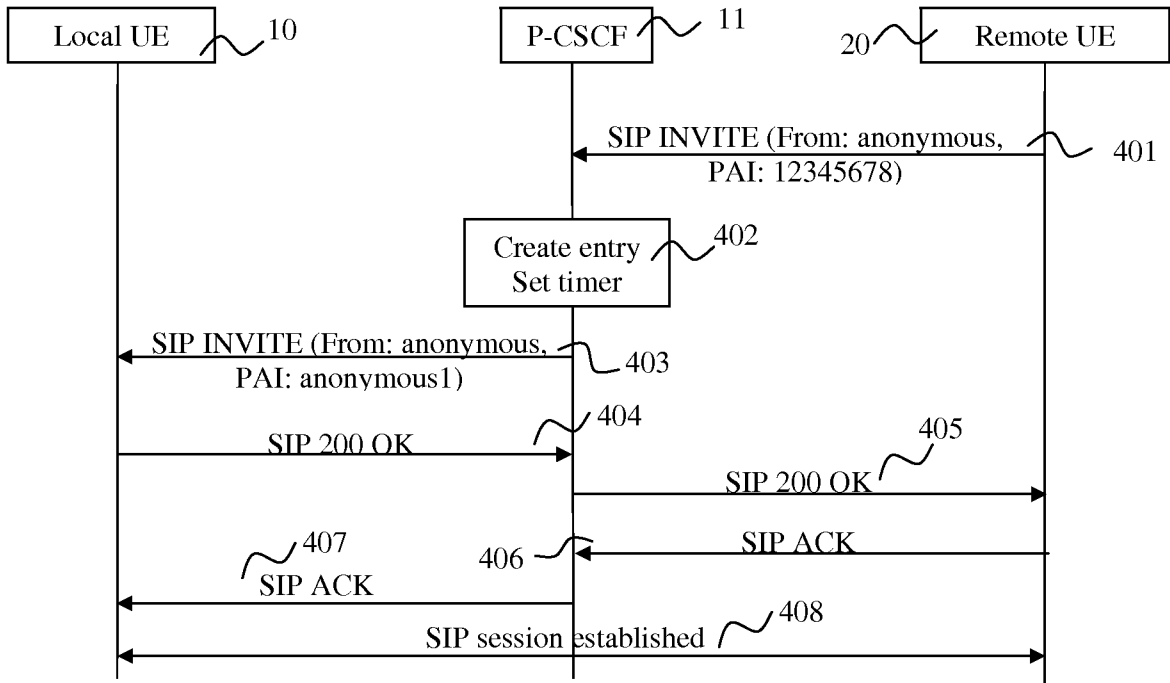 Local UE
10
P-CSCF
11
20
Remote UE
SIP INVITE (From: anonymous,
PAI: 12345678)
401
Create entry
Set timer
402
SIP INVITE (From: anonymous,
PAI: anonymous1)
403
SIP 200 OK
404
SIP 200 OK
405
SIP ACK
406
407
SIP ACK
SIP session established
408